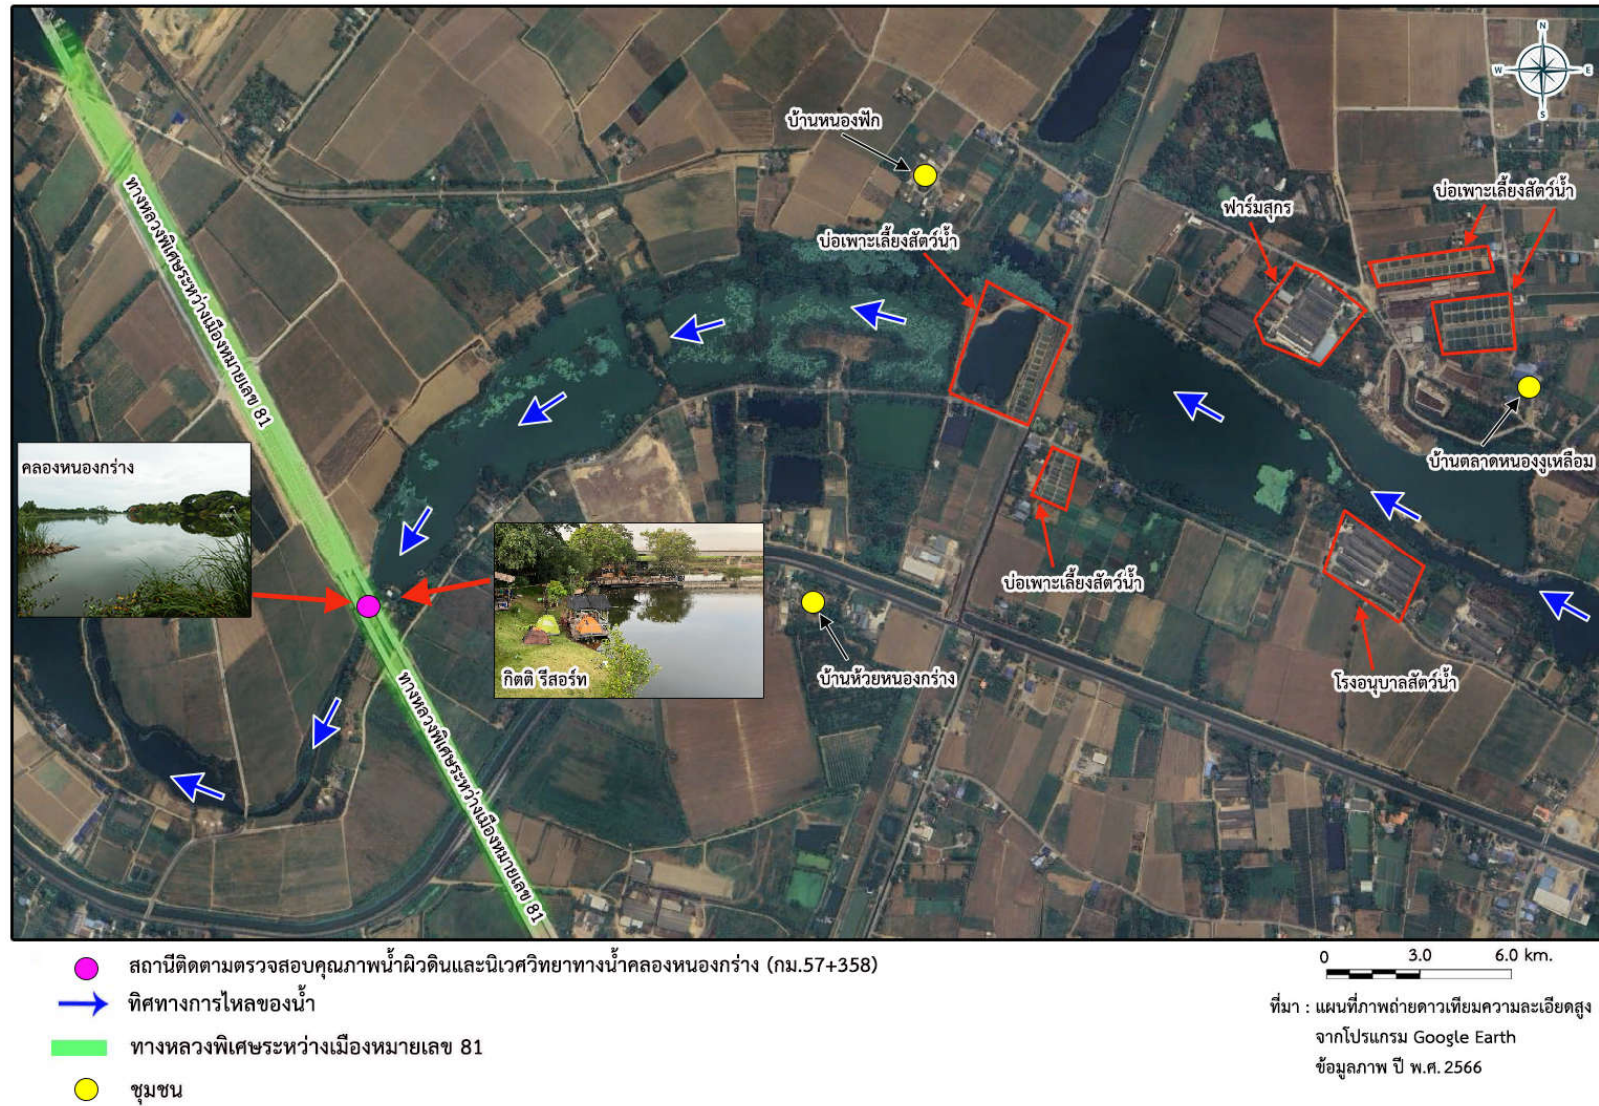 N
W
E
S
บ้านหนองฟัก
บ่อเพาะเลี้ยงสัตว์น้ำ
ฟาร์มสุกร
บ่อเพาะเลี้ยงสัตว์น้ำ
ทางหลวงพิเศษระหว่างเมืองหมายเลข 81
คลองหนองกร่าง
บ้านตลาดหนองงูเหลือม
บ่อเพาะเลี้ยงสัตว์น้ำ
กิตติ รีสอร์ท
บ้านห้วยหนองกร่าง
โรงอนุบาลสัตว์น้ำ
ทางหลวงพิเศษระหว่างเมืองหมายเลข 81
สถานีติดตามตรวจสอบคุณภาพน้ำผิวดินและนิเวศวิทยาทางน้ำคลองหนองกร่าง (กม.57+358)
ทิศทางการไหลของน้ำ
ทางหลวงพิเศษระหว่างเมืองหมายเลข 81
ชุมชน
0 3.0 6.0 km.
ที่มา : แผนที่ภาพถ่ายดาวเทียมความละเอียดสูง
จากโปรแกรม Google Earth
ข้อมูลภาพ ปี พ.ศ. 2566